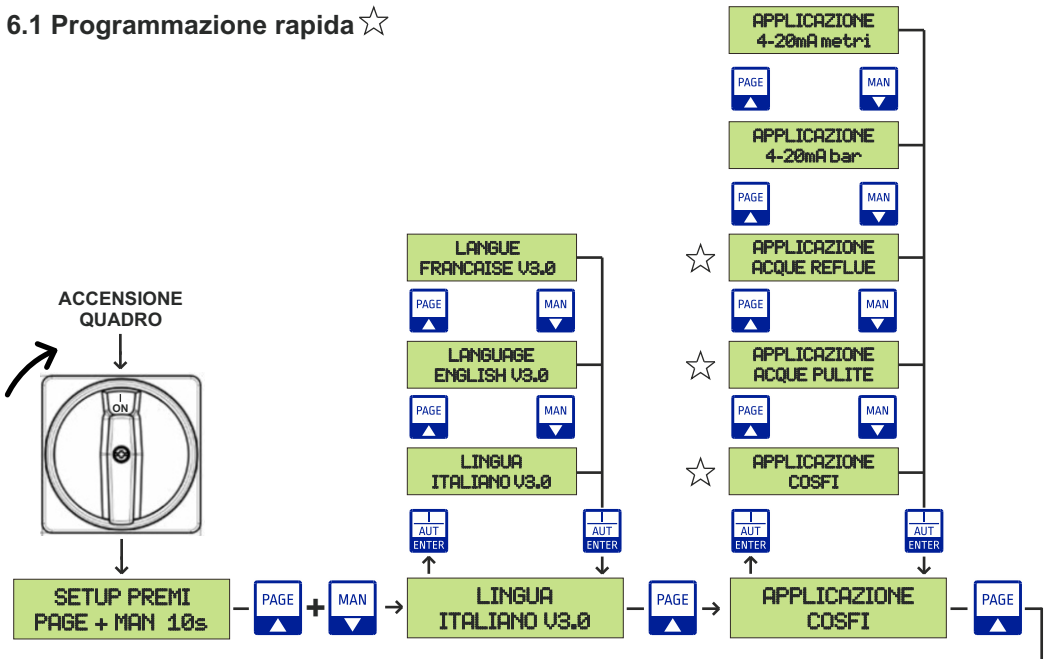 6.1 Programmazione rapida
APPLICAZIONE
4-20mA metri
PAGE
MAN
APPLICAZIONE
4-20mA bar
PAGE
MAN
LANGUE
FRANCAISE V3.0
APPLICAZIONE
ACQUE REFLUE
PAGE
MAN
PAGE
MAN
ACCENSIONE
QUADRO
LANGUAGE
ENGLISH V3.0
APPLICAZIONE
ACQUE PULITE
I
ON
PAGE
MAN
PAGE
MAN
LINGUA
ITALIANO V3.0
APPLICAZIONE
COSFI
I
AUT
ENTER
I
AUT
ENTER
I
AUT
ENTER
I
AUT
ENTER
SETUP PREMI
PAGE + MAN 10s
PAGE
+
MAN
LINGUA
ITALIANO V3.0
PAGE
APPLICAZIONE
COSFI
PAGE